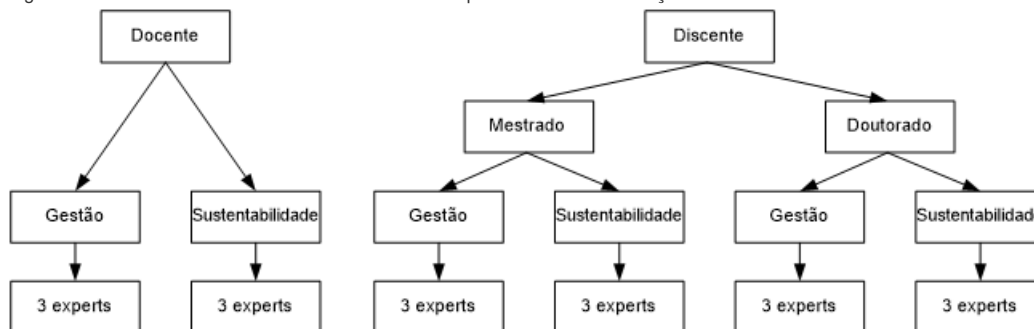 Docente
Discente
Mestrado
Doutorado
Gestão
Sustentabilidade
Gestão
Sustentabilidade
Gestão
Sustentabilidade
3 experts
3 experts
3 experts
3 experts
3 experts
3 experts